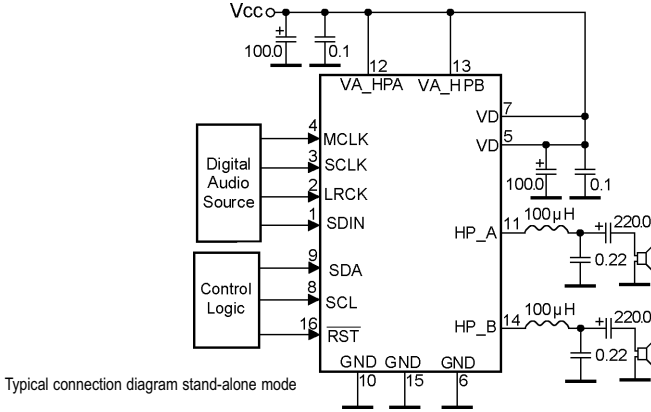 Vcc
+
100.0
0.1
12
13
VA_HPA
VA_HPB
7
VD
5
VD
+
100.0
0.1
Digital
Audio
Source
4
MCLK
3
SCLK
2
LRCK
1
SDIN
HP_A
11
100µH
+
220.0
0.22
Control
Logic
9
SDA
8
SCL
16
RST
HP_B
14
100µH
+
220.0
0.22
GND
GND
GND
10
15
6
Typical connection diagram stand-alone mode